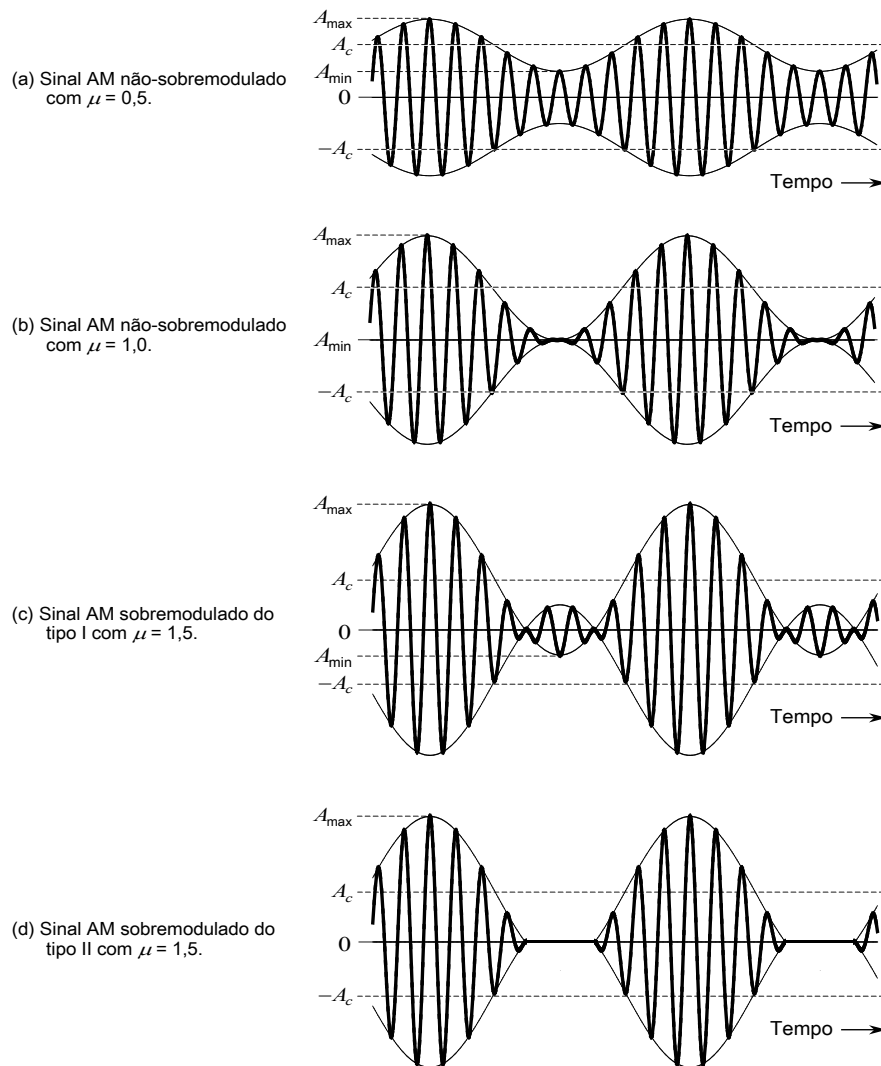 A_max
A_c
A_min
0
−A_c
(a) Sinal AM não-sobremodulado
com μ = 0,5.
Tempo
A_max
A_c
A_min
−A_c
(b) Sinal AM não-sobremodulado
com μ = 1,0.
Tempo
A_max
A_c
0
A_min
−A_c
(c) Sinal AM sobremodulado do
tipo I com μ = 1,5.
Tempo
A_max
A_c
0
−A_c
(d) Sinal AM sobremodulado do
tipo II com μ = 1,5.
Tempo